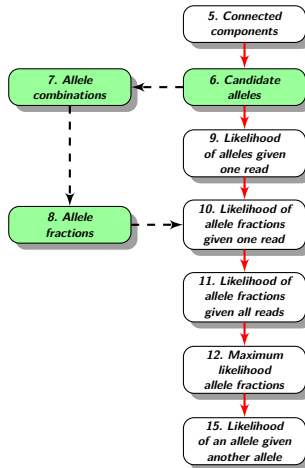 5. Connected
components
7. Allele
combinations
6. Candidate
alleles
9. Likelihood
of alleles given
one read
8. Allele
fractions
10. Likelihood of
allele fractions
given one read
11. Likelihood of
allele fractions
given all reads
12. Maximum
likelihood
allele fractions
15. Likelihood
of an allele given
another allele